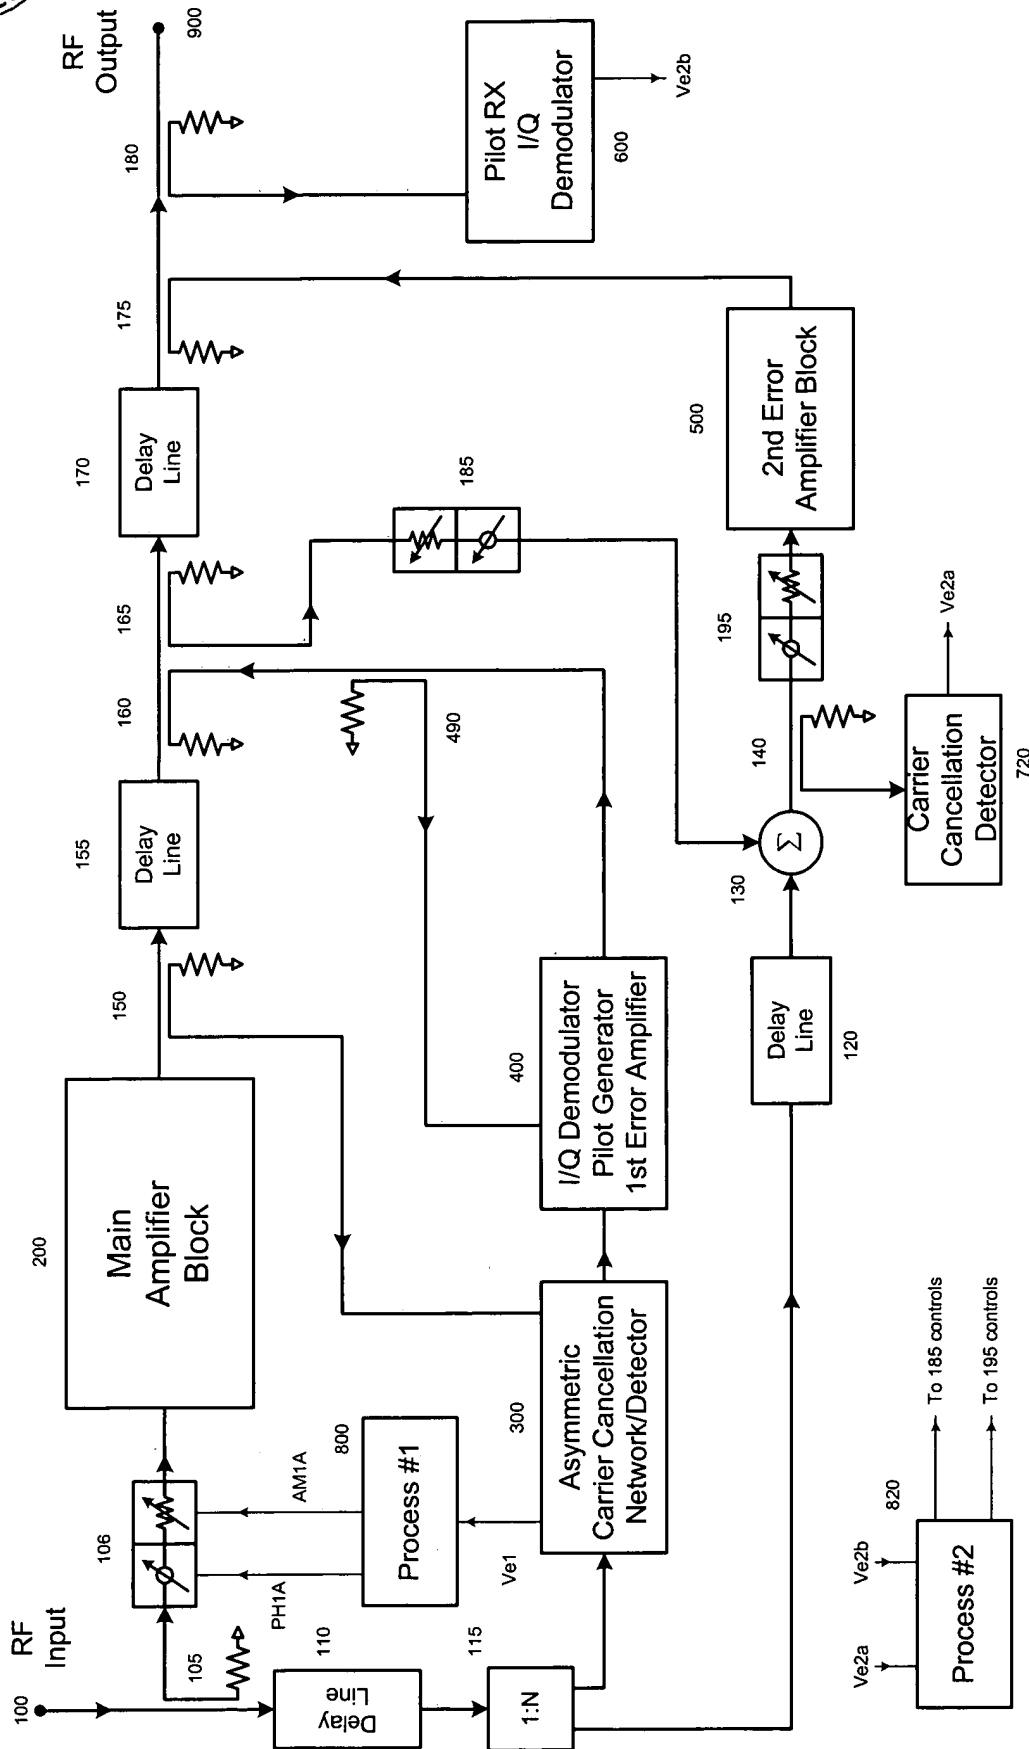 RF
Input
100
105
106
PH1A
AM1A
110
Delay
Line
115
1:N
Process #1
800
Ve1
200
Main
Amplifier
Block
Asymmetric
Carrier Cancellation
Network/Detector
300
150
155
Delay
Line
160
I/Q Demodulator
Pilot Generator
1st Error Amplifier
400
490
165
170
Delay
Line
185
Delay
Line
120
130
Σ
140
195
2nd Error
Amplifier Block
500
Carrier
Cancellation
Detector
720
Ve2a
175
180
RF
Output
900
Pilot RX
I/Q
Demodulator
600
Ve2b
Ve2a
Ve2b
Process #2
820
To 185 controls
To 195 controls